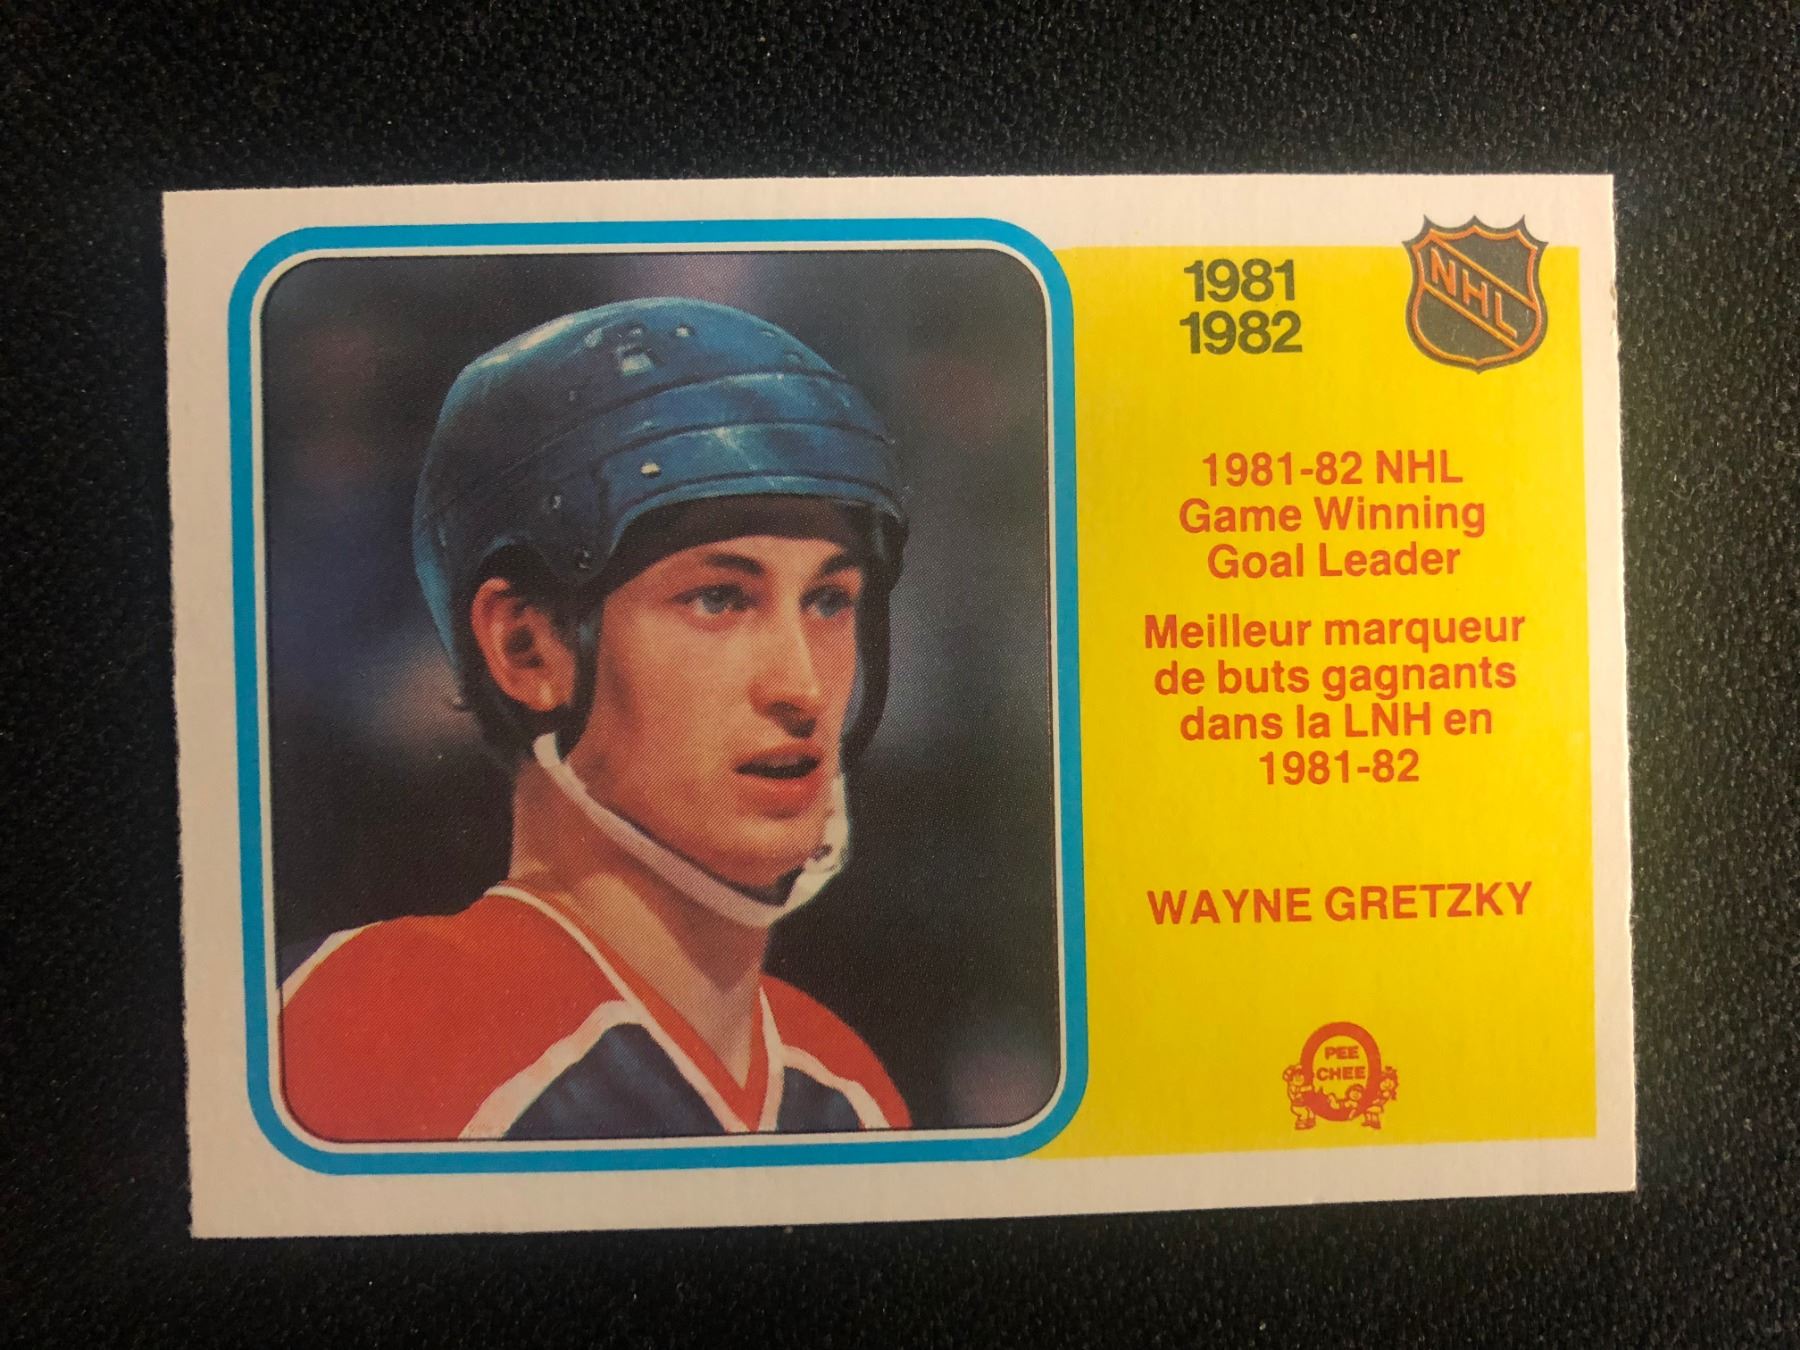 1981
1982
NHL
1981-82 NHL
Game Winning
Goal Leader
Meilleur marqueur
de buts gagnants
dans la LNH en
1981-82
WAYNE GRETZKY
PEE
CHEE